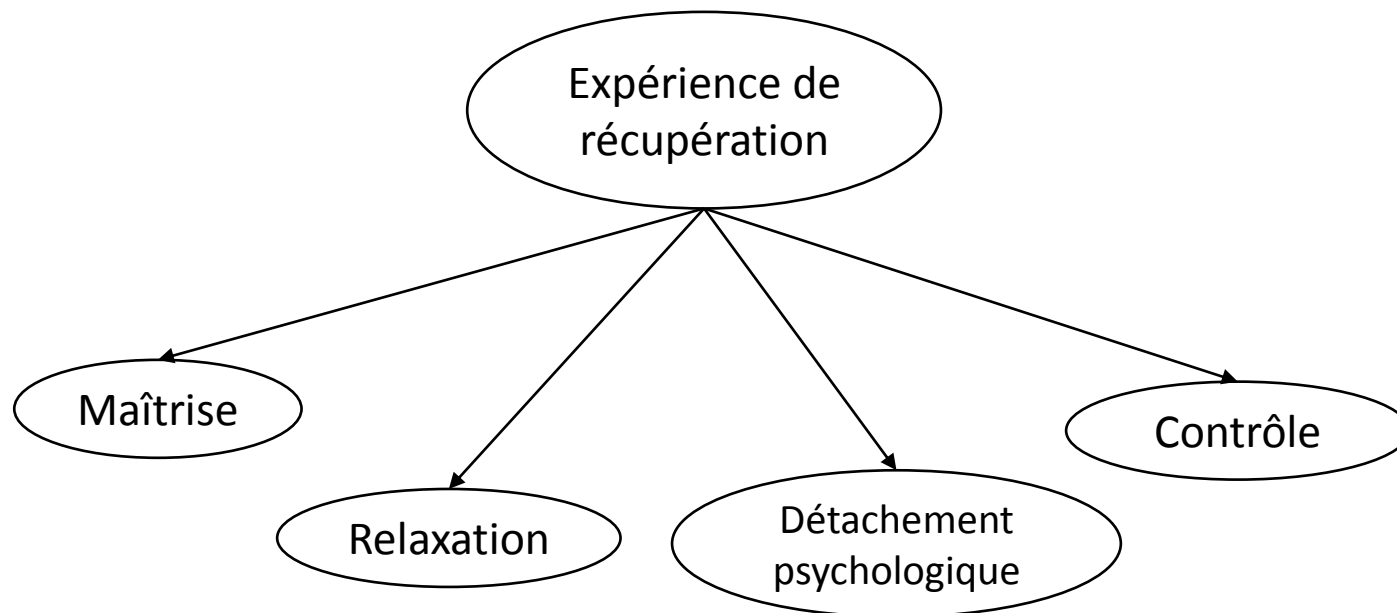 Expérience de
récupération
Maîtrise
Contrôle
Relaxation
Détachement
psychologique